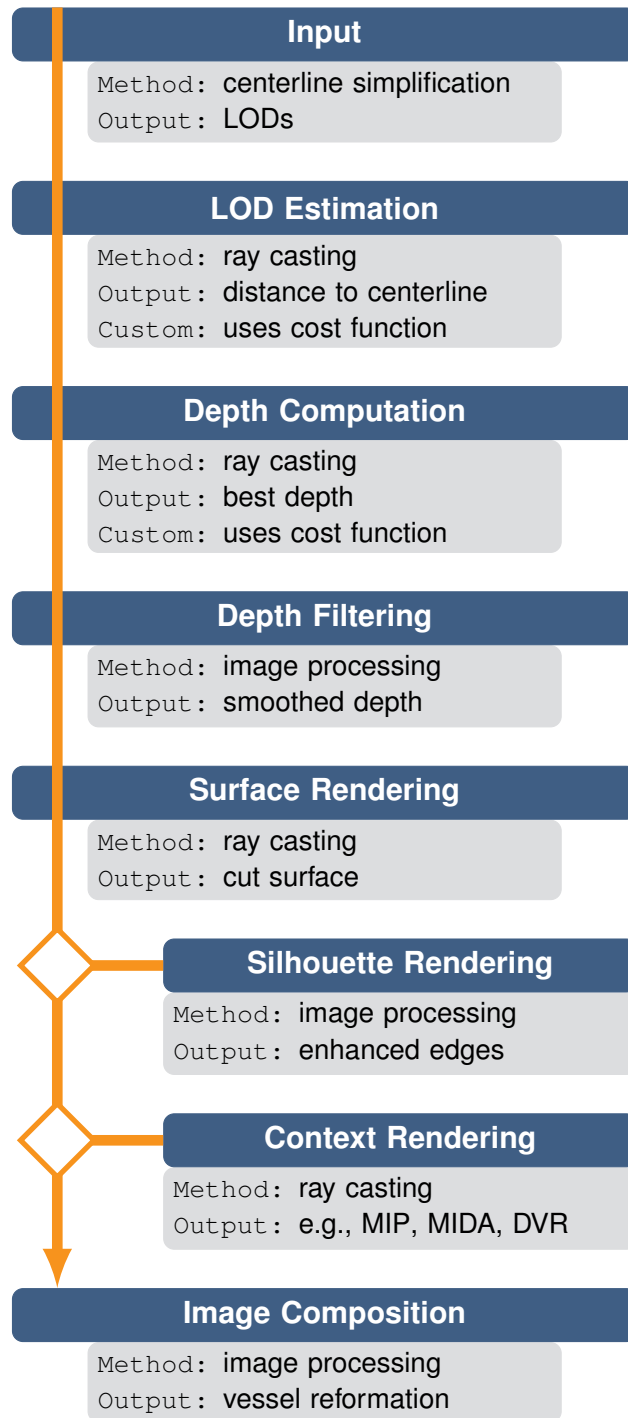 Input
Method: centerline simplification
Output: LODs
LOD Estimation
Method: ray casting
Output: distance to centerline
Custom: uses cost function
Depth Computation
Method: ray casting
Output: best depth
Custom: uses cost function
Depth Filtering
Method: image processing
Output: smoothed depth
Surface Rendering
Method: ray casting
Output: cut surface
Silhouette Rendering
Method: image processing
Output: enhanced edges
Context Rendering
Method: ray casting
Output: e.g., MIP, MIDA, DVR
Image Composition
Method: image processing
Output: vessel reformation